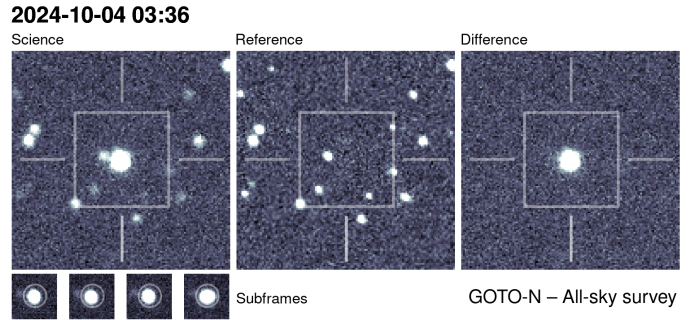 2024-10-04 03:36
Science
Reference
Difference
Subframes
GOTO-N – All-sky survey